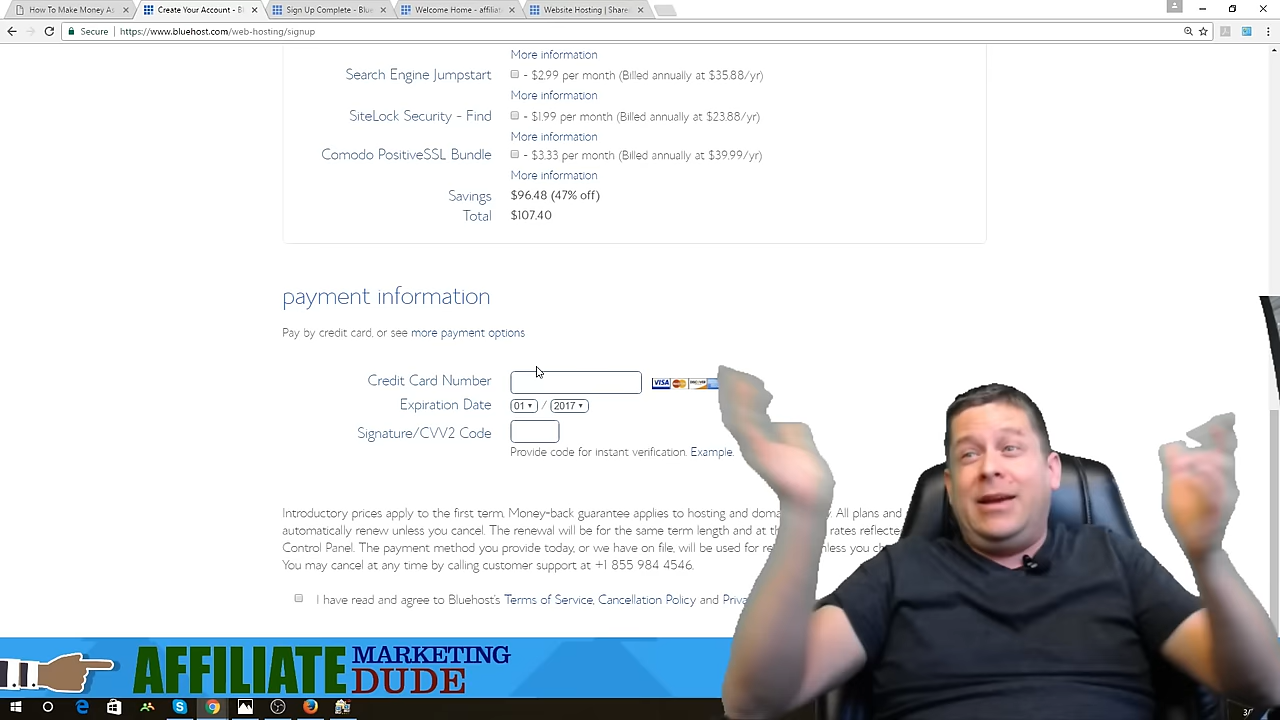 How To Make Money As
Create Your Account - Bl
Sign Up Complete - Blue
Welcome Home - affiliat
Website Hosting | Share
Secure
https://www.bluehost.com/web-hosting/signup
More information
Search Engine Jumpstart
- $2.99 per month (Billed annually at $35.88/yr)
More information
SiteLock Security - Find
- $1.99 per month (Billed annually at $23.88/yr)
More information
Comodo PositiveSSL Bundle
- $3.33 per month (Billed annually at $39.99/yr)
More information
Savings
$96.48 (47% off)
Total
$107.40
payment information
Pay by credit card, or see more payment options
Credit Card Number
VISA
DISCOVER
Expiration Date
01 / 2017
Signature/CVV2 Code
Provide code for instant verification. Example.
Introductory prices apply to the first term. Money-back guarantee applies to hosting and All plans and
automatically renew unless you cancel. The renewal will be for the same term length and at rates
Control Panel. The payment method you provide today, or we have on file, will be used for
You may cancel at any time by calling customer support at +1 855 984 4546.
I have read and agree to Bluehost's Terms of Service, Cancellation Policy and
AFFILIATE MARKETING
DUDE